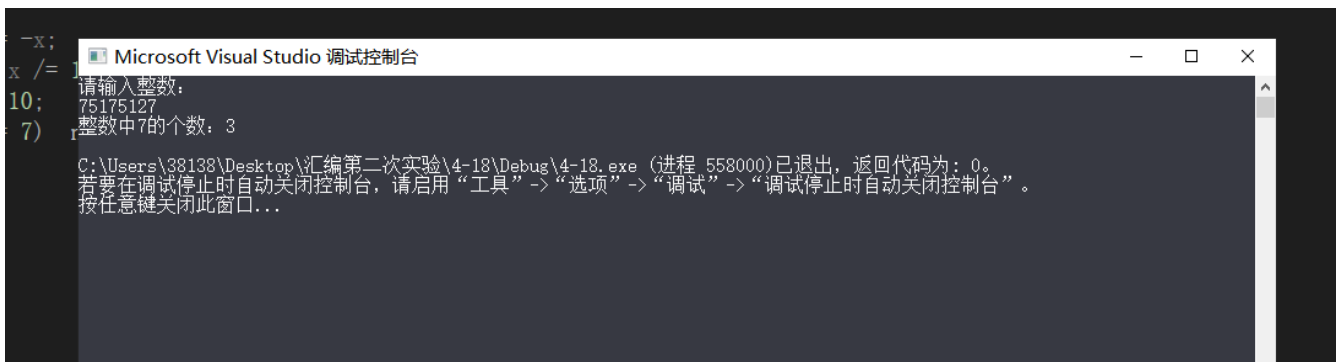 -x;
Microsoft Visual Studio 调试控制台
x /= 1
请输入整数：
10;
75175127
= 7) r
整数中7的个数：3
C:\Users\38138\Desktop\汇编第二次实验\4-18\Debug\4-18.exe (进程 558000)已退出，返回代码为: 0。
若要在调试停止时自动关闭控制台，请启用“工具”->“选项”->“调试”->“调试停止时自动关闭控制台”。
按任意键关闭此窗口...